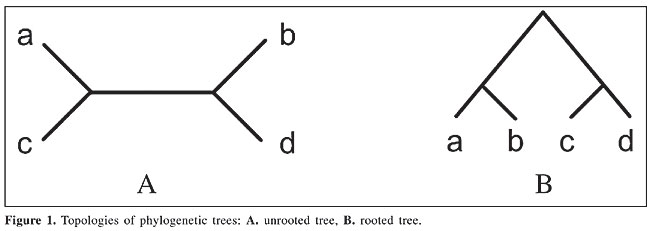 a
b
c
d
A
a b c d
B
Figure 1. Topologies of phylogenetic trees: A. unrooted tree, B. rooted tree.